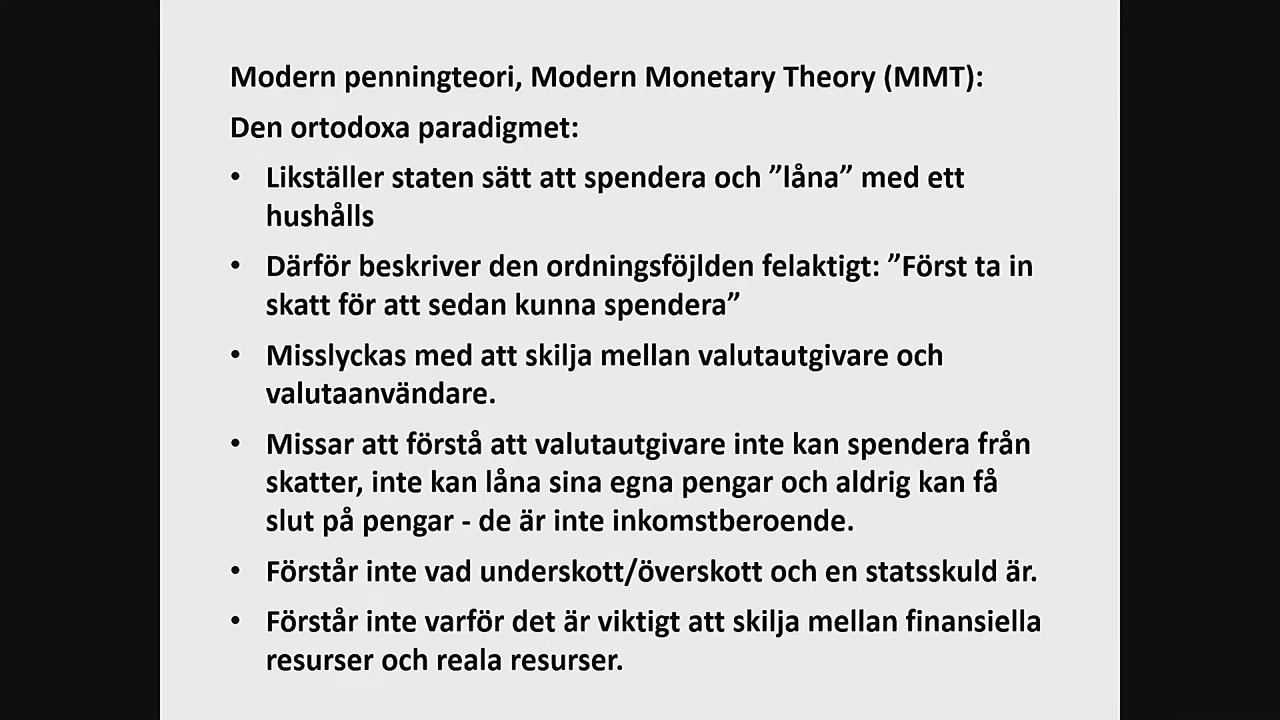 Modern penningteori, Modern Monetary Theory (MMT):
Den ortodoxa paradigmet:
• Likställer staten sätt att spendera och ”låna” med ett
hushålls
• Därför beskriver den ordningsföjlden felaktigt: ”Först ta in
skatt för att sedan kunna spendera”
• Misslyckas med att skilja mellan valutautgivare och
valutaanvändare.
• Missar att förstå att valutautgivare inte kan spendera från
skatter, inte kan låna sina egna pengar och aldrig kan få
slut på pengar - de är inte inkomstberoende.
• Förstår inte vad underskott/överskott och en statsskuld är.
• Förstår inte varför det är viktigt att skilja mellan finansiella
resurser och reala resurser.